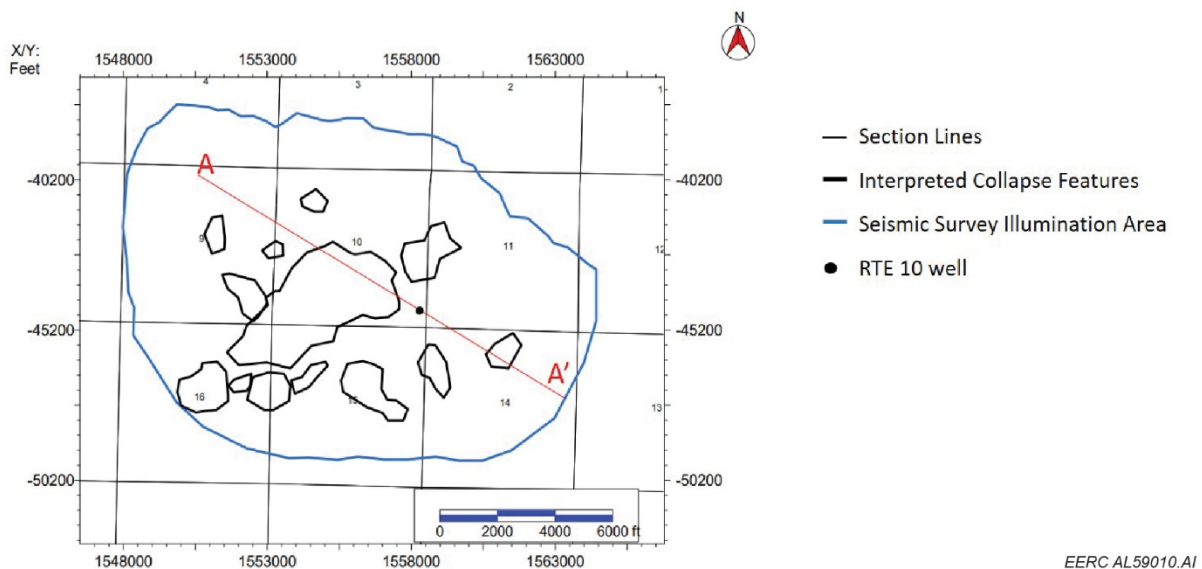 N
X/Y:
Feet
1548000 1553000 1558000 1563000
4 3 2 1
A
-40200 -40200
9 10 11 12
-45200 -45200
A'
16 15 14 13
-50200 -50200
0 2000 4000 6000 ft
1548000 1553000 1558000 1563000
Section Lines
Interpreted Collapse Features
Seismic Survey Illumination Area
RTE 10 well
EERC AL59010.AI